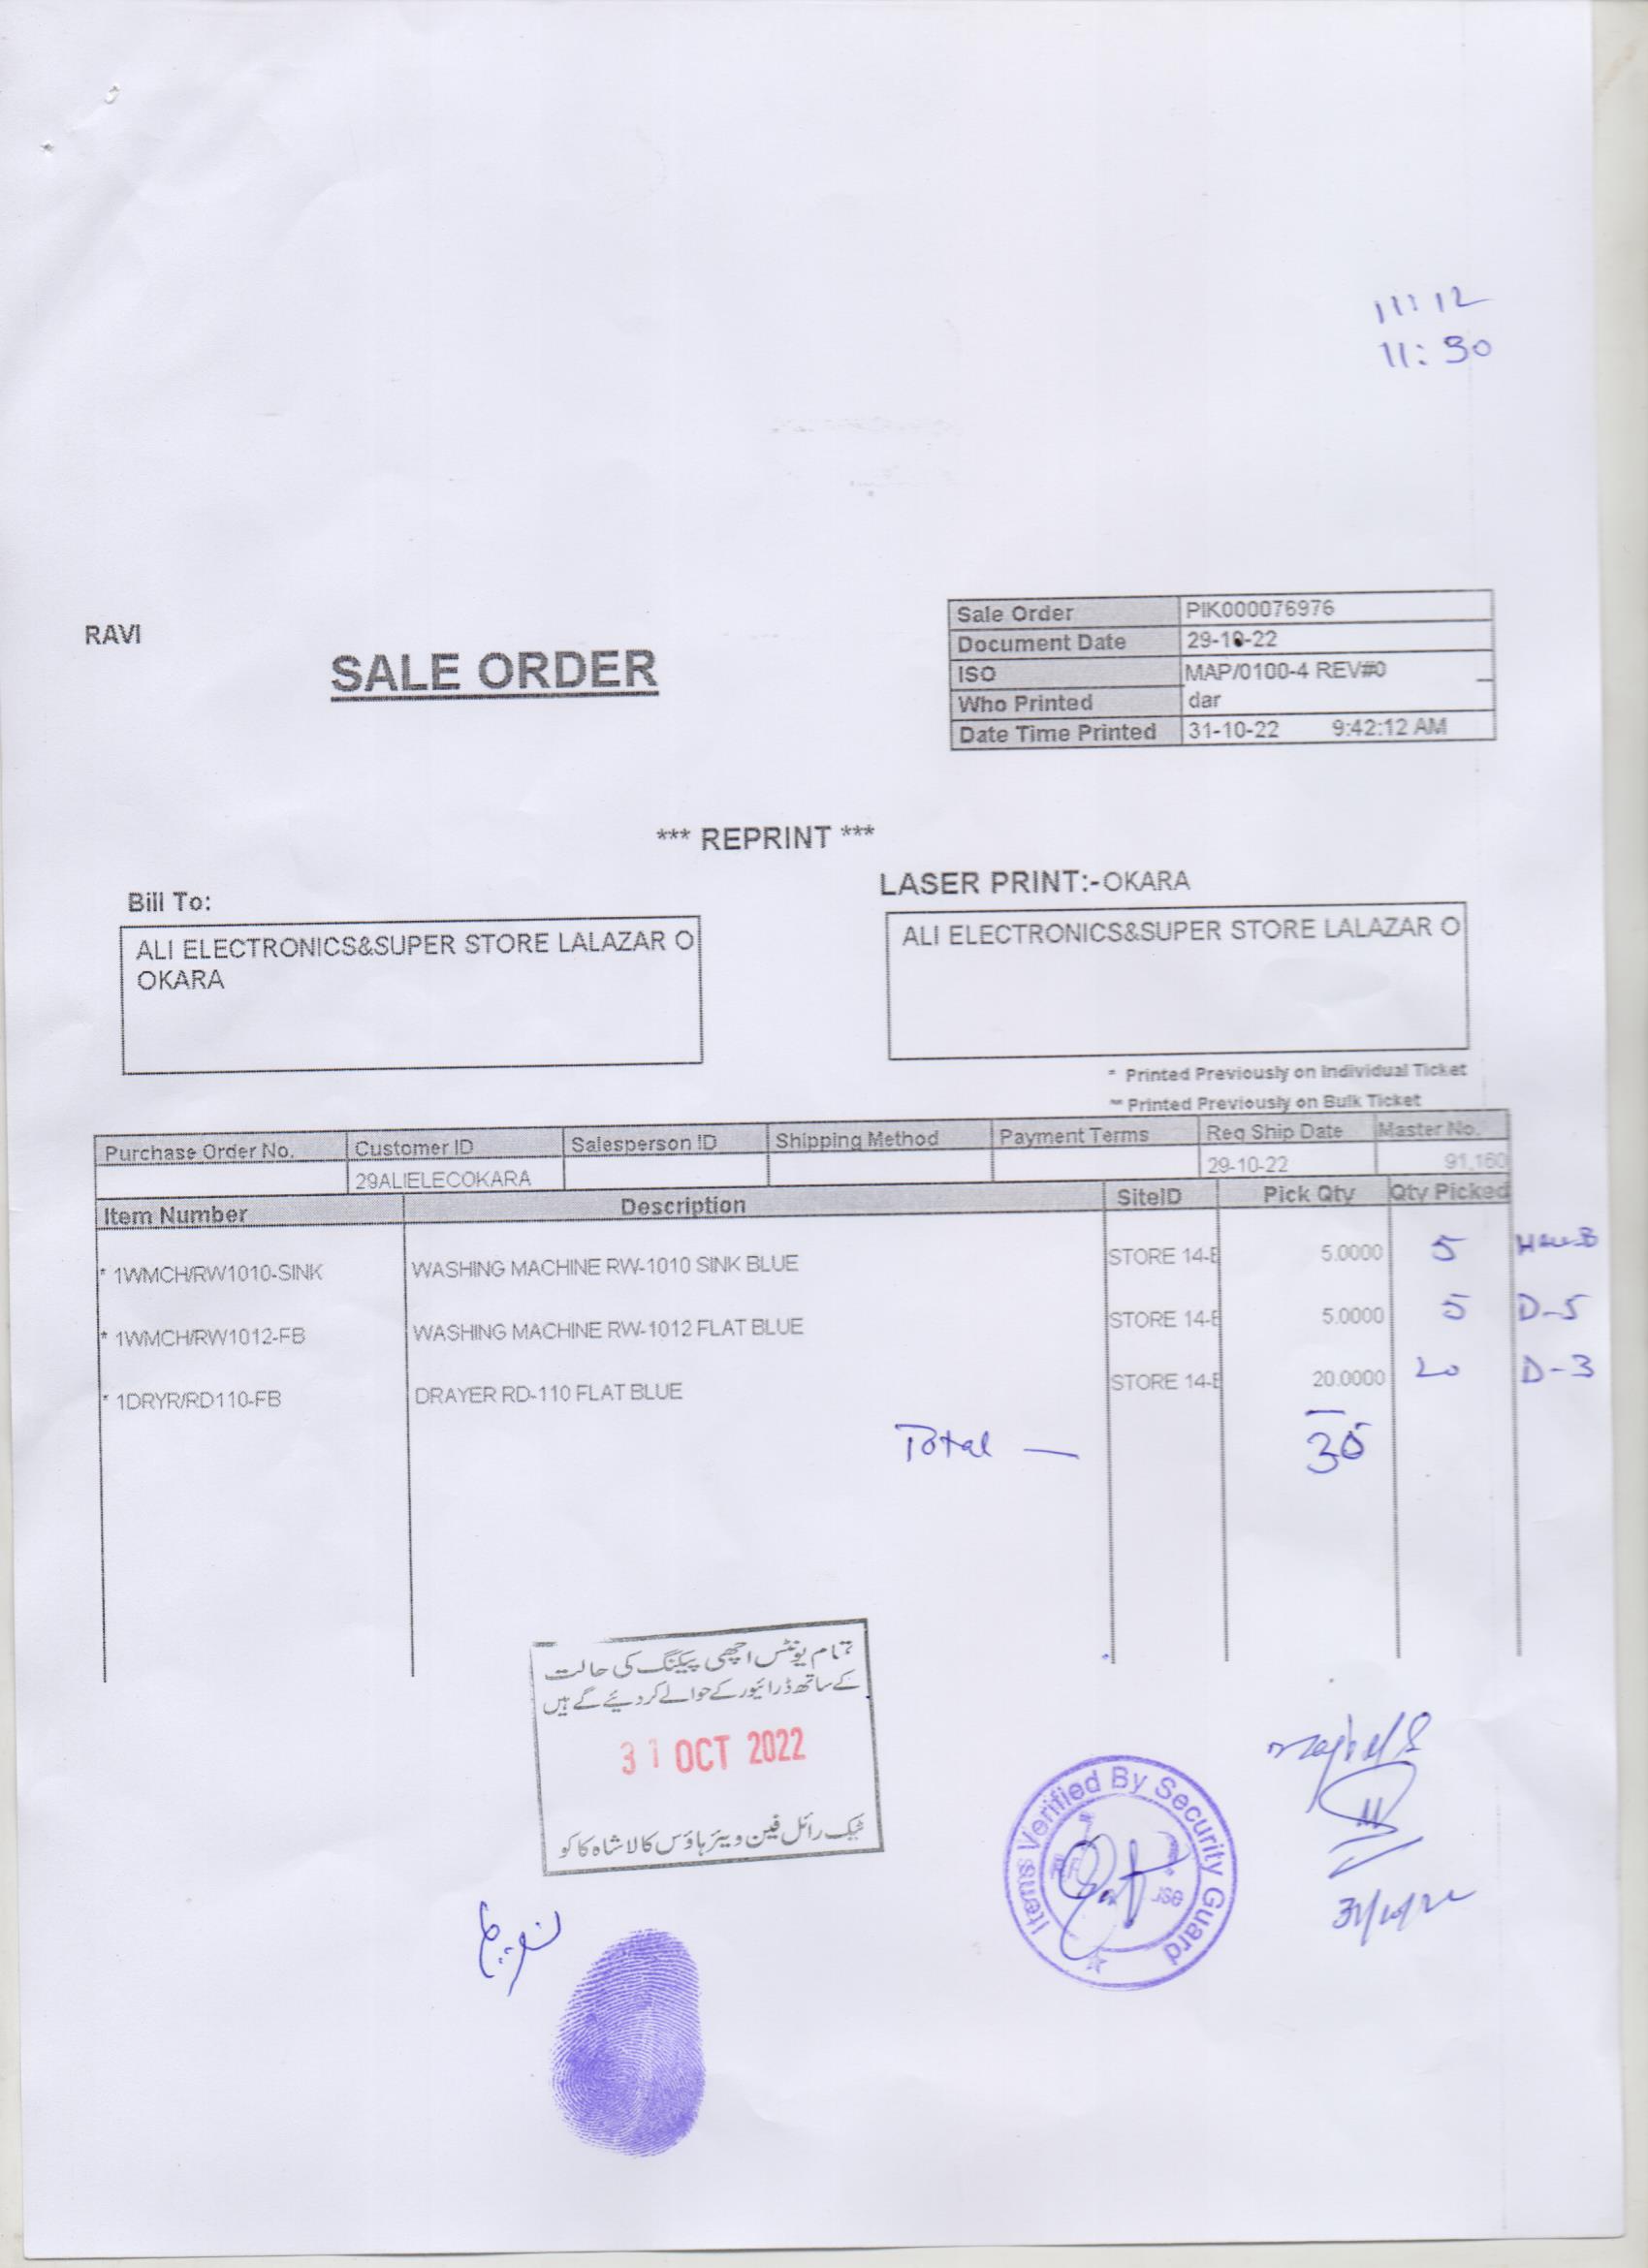 11:12
11:30
RAVI
SALE ORDER
Sale Order PIK000076976
Document Date 29-10-22
ISO MAP/0100-4 REV#0
Who Printed dar
Date Time Printed 31-10-22 9:42:12 AM
*** REPRINT ***
Bill To:
ALI ELECTRONICS&SUPER STORE LALAZAR O
OKARA
LASER PRINT:-OKARA
ALI ELECTRONICS&SUPER STORE LALAZAR O
* Printed Previously on Individual Ticket
** Printed Previously on Bulk Ticket
Purchase Order No. Customer ID Salesperson ID Shipping Method Payment Terms Req Ship Date Master No.
29ALIELECOKARA 29-10-22 91,160
Item Number Description SiteID Pick Qty Qty Picked
* 1WMCH/RW1010-SINK WASHING MACHINE RW-1010 SINK BLUE STORE 14-E 5.0000 5
* 1WMCH/RW1012-FB WASHING MACHINE RW-1012 FLAT BLUE STORE 14-E 5.0000 5 D-5
* 1DRYR/RD110-FB DRAYER RD-110 FLAT BLUE STORE 14-E 20.0000 20 D-3
Total — 30
تمام یونٹس اچھی پیکنگ کی حالت
کے ساتھ ڈرائیور کے حوالے کر دئیے گے ہیں
31 OCT 2022
ٹیک رائل فین ویئر ہاؤس کالا شاہ کاکو
Items Verified By Security Guard
31/10/22